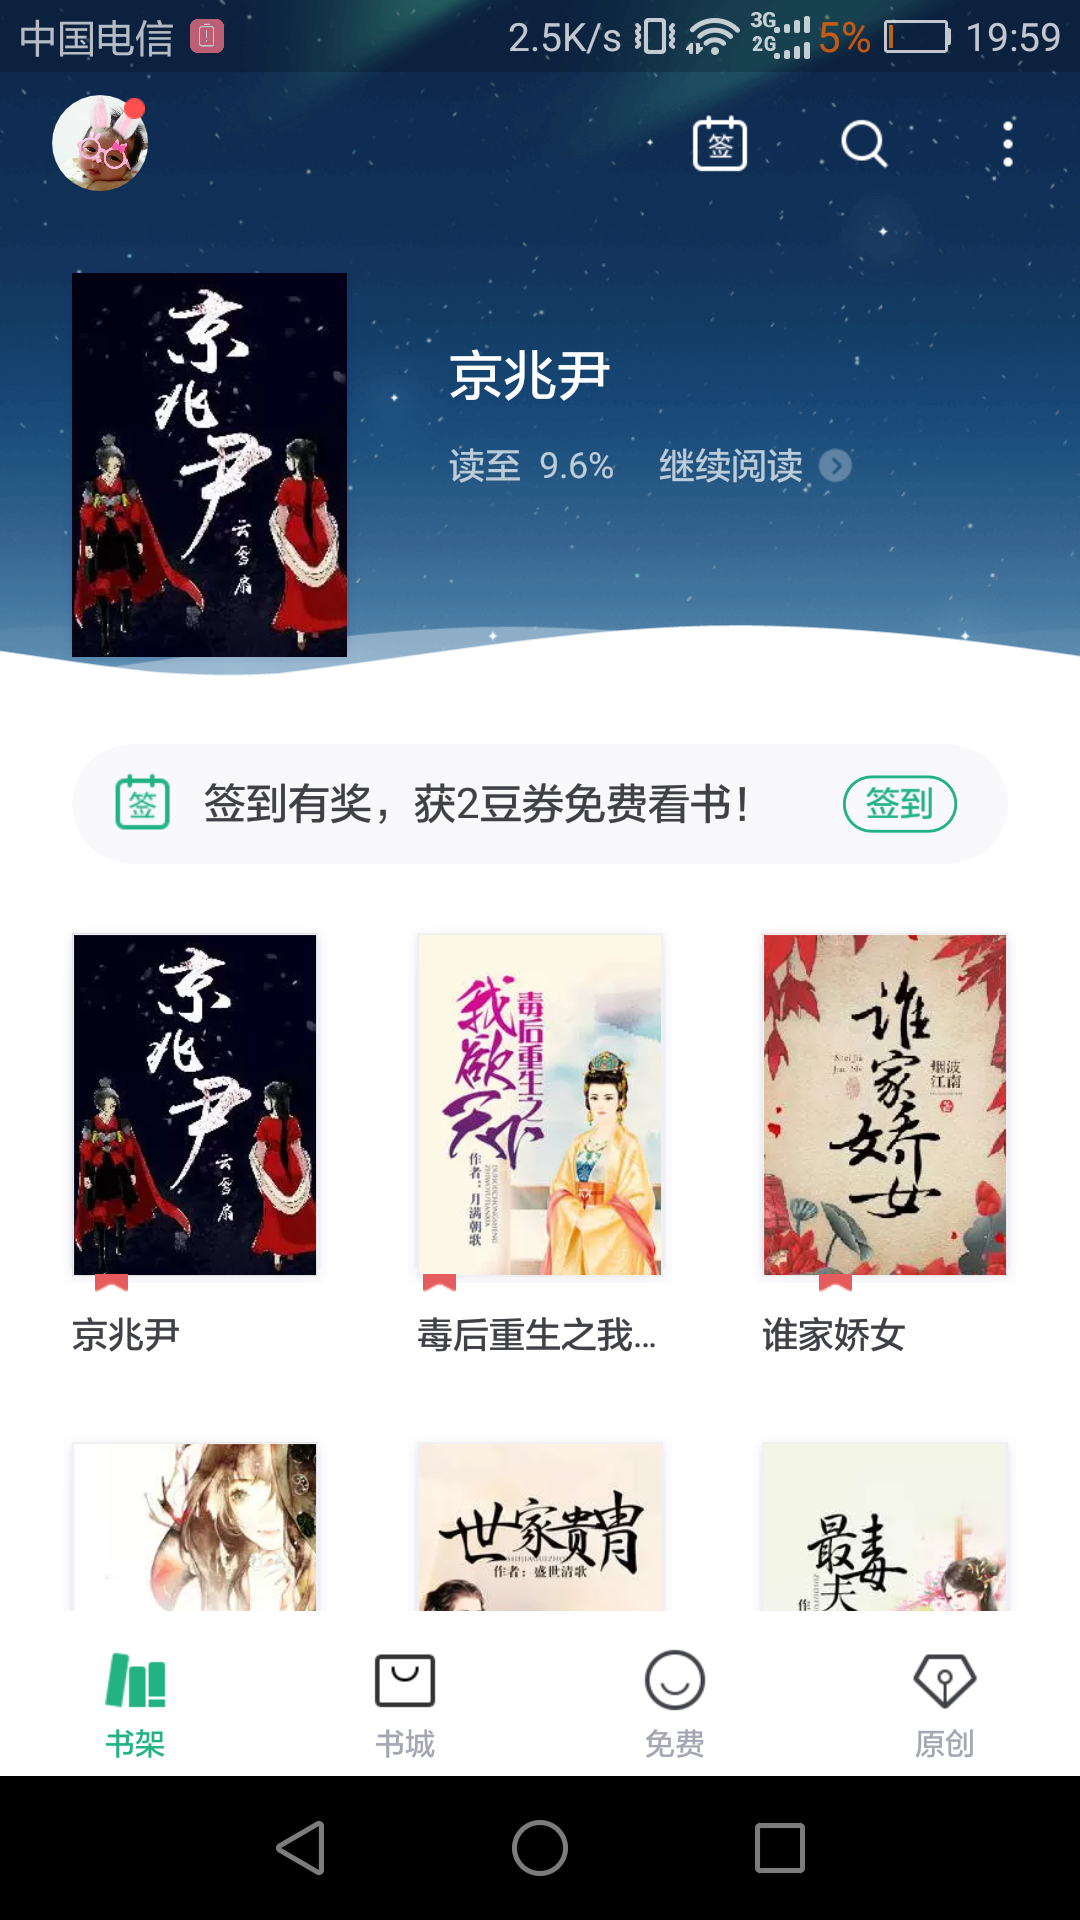 中国电信 2.5K/s 3G 2G 5% 19:59
签
京兆尹
云雪扇
京兆尹
读至 9.6% 继续阅读
签 签到有奖，获2豆券免费看书！ 签到
京兆尹
云雪扇
毒后重生之
我欲天下
作者：月满朝歌
谁家娇女
烟波江南
著
京兆尹 毒后重生之我... 谁家娇女
世家贵胄
SHIJIAGUIZHOU
作者：盛世清歌
最毒
夫
作
书架 书城 免费 原创